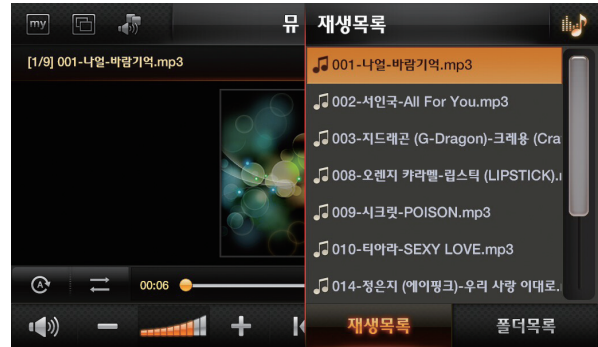 my
뮤
[1/9] 001-나얼-바람기억.mp3
A
00:06
재생목록
001-나얼-바람기억.mp3
002-서인국-All For You.mp3
003-지드래곤 (G-Dragon)-크레용 (Cra
008-오렌지 캬라멜-립스틱 (LIPSTICK).
009-시크릿-POISON.mp3
010-티아라-SEXY LOVE.mp3
014-정은지 (에이핑크)-우리 사랑 이대로.
재생목록
폴더목록